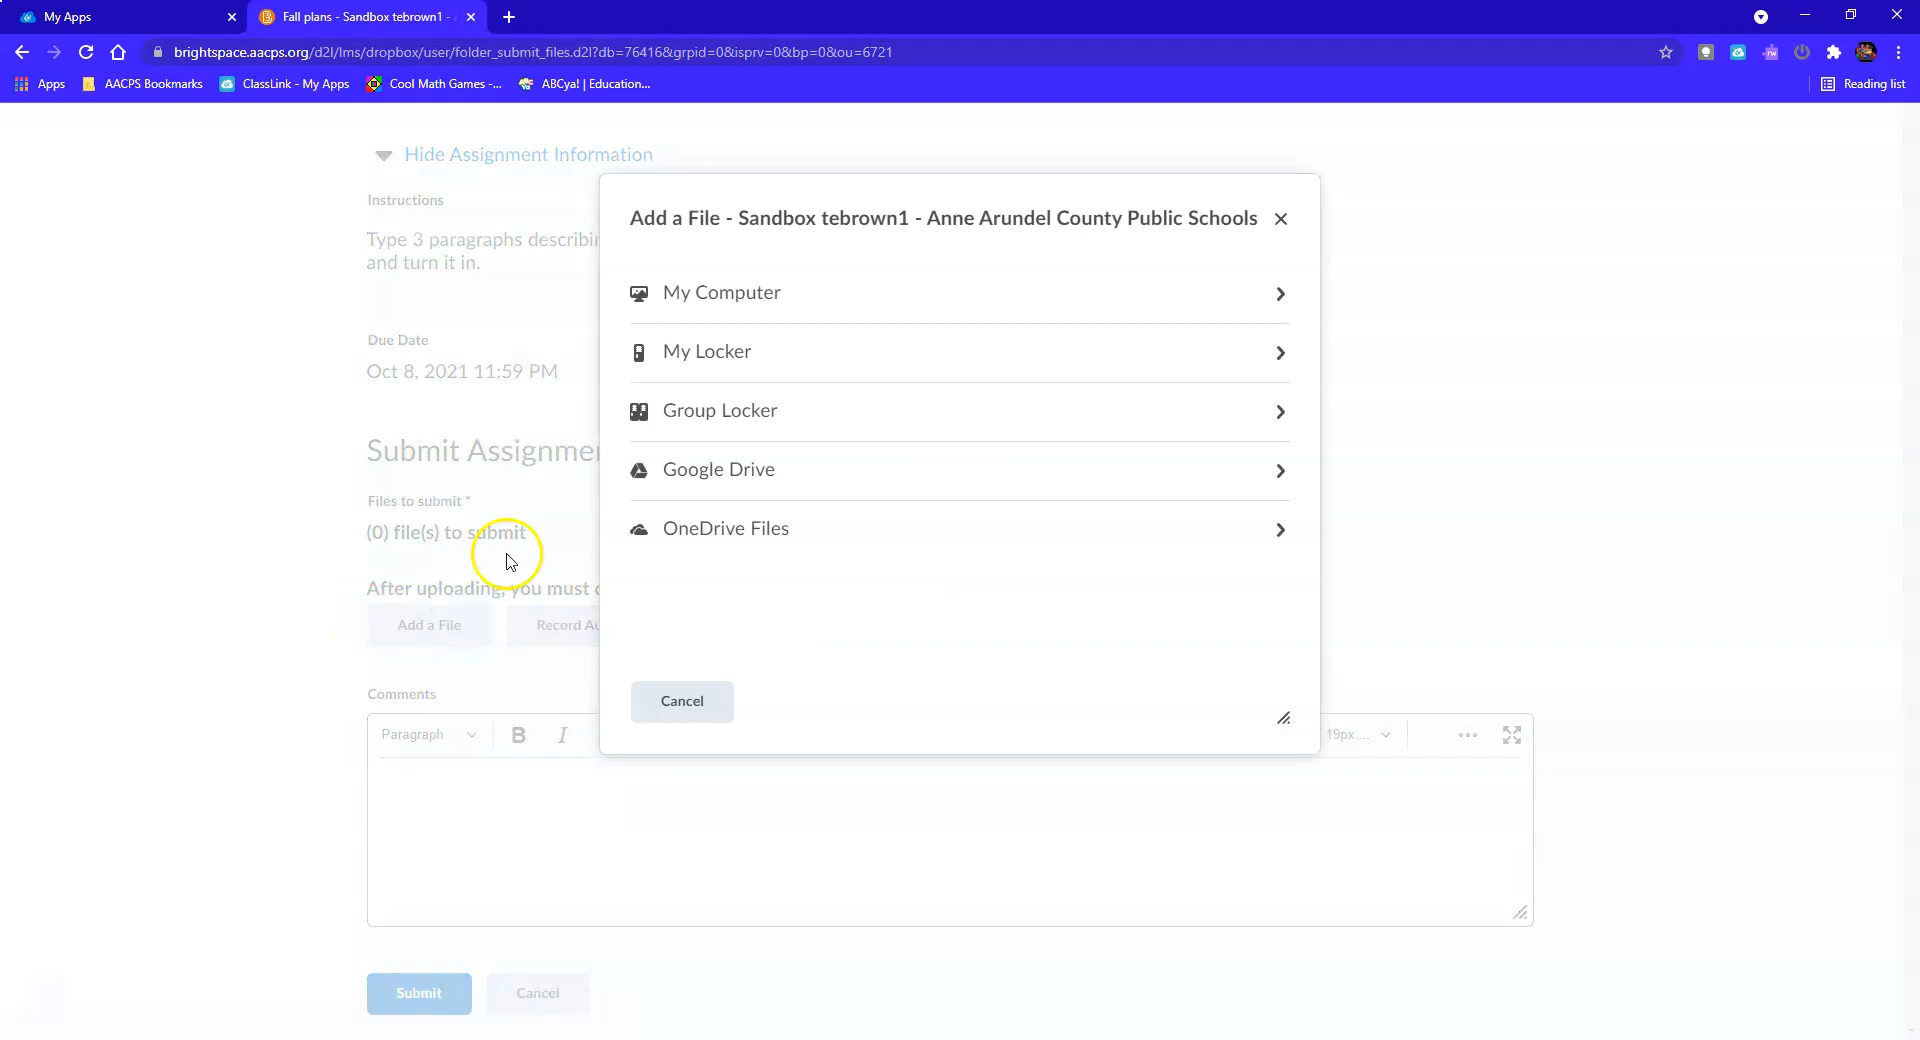 My Apps
Fall plans - Sandbox tebrown1 -
brightspace.aacps.org/d2l/lms/dropbox/user/folder_submit_files.d2l?db=76416&grpid=0&isprv=0&bp=0&ou=6721
Apps
AACPS Bookmarks
ClassLink - My Apps
Cool Math Games -...
ABCya! | Education...
Reading list
Hide Assignment Information
Instructions
Type 3 paragraphs describin
and turn it in.
Due Date
Oct 8, 2021 11:59 PM
Submit Assignmen
Files to submit *
(0) file(s) to submit
After uploading, you must c
Add a File
Record Au
Comments
Paragraph
B
I
19px...
Submit
Cancel
Add a File - Sandbox tebrown1 - Anne Arundel County Public Schools
My Computer
My Locker
Group Locker
Google Drive
OneDrive Files
Cancel